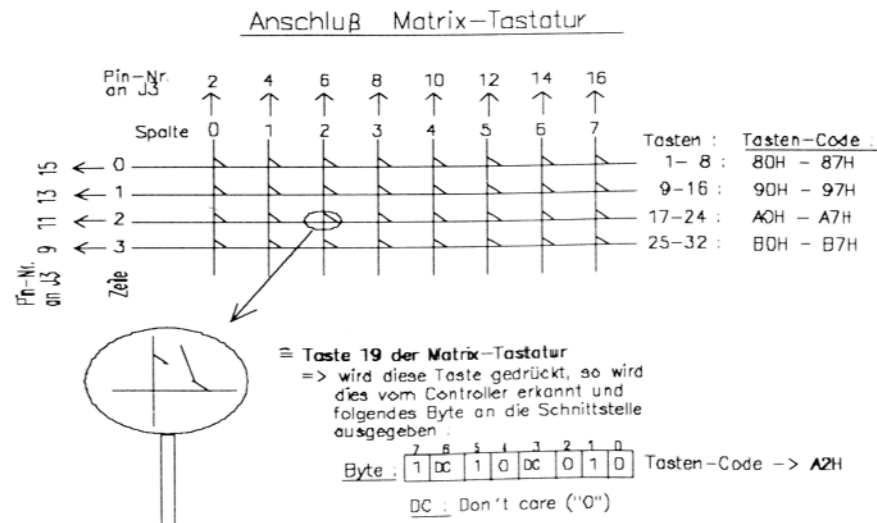 Anschluß Matrix-Tastatur
Pin-Nr. an J3 2 4 6 8 10 12 14 16
Spalte 0 1 2 3 4 5 6 7
Tasten : Tasten-Code :
15 0 1- 8 : 80H - 87H
13 1 9-16 : 90H - 97H
11 2 17-24 : A0H - A7H
9 3 25-32 : B0H - B7H
Pin-Nr. an J3
Zeile
≙ Taste 19 der Matrix-Tastatur
=> wird diese Taste gedrückt, so wird
dies vom Controller erkannt und
folgendes Byte an die Schnittstelle
ausgegeben :
7 6 5 4 3 2 1 0
Byte : 1 DC 1 0 DC 0 1 0 Tasten-Code -> A2H
DC : Don't care ("0")